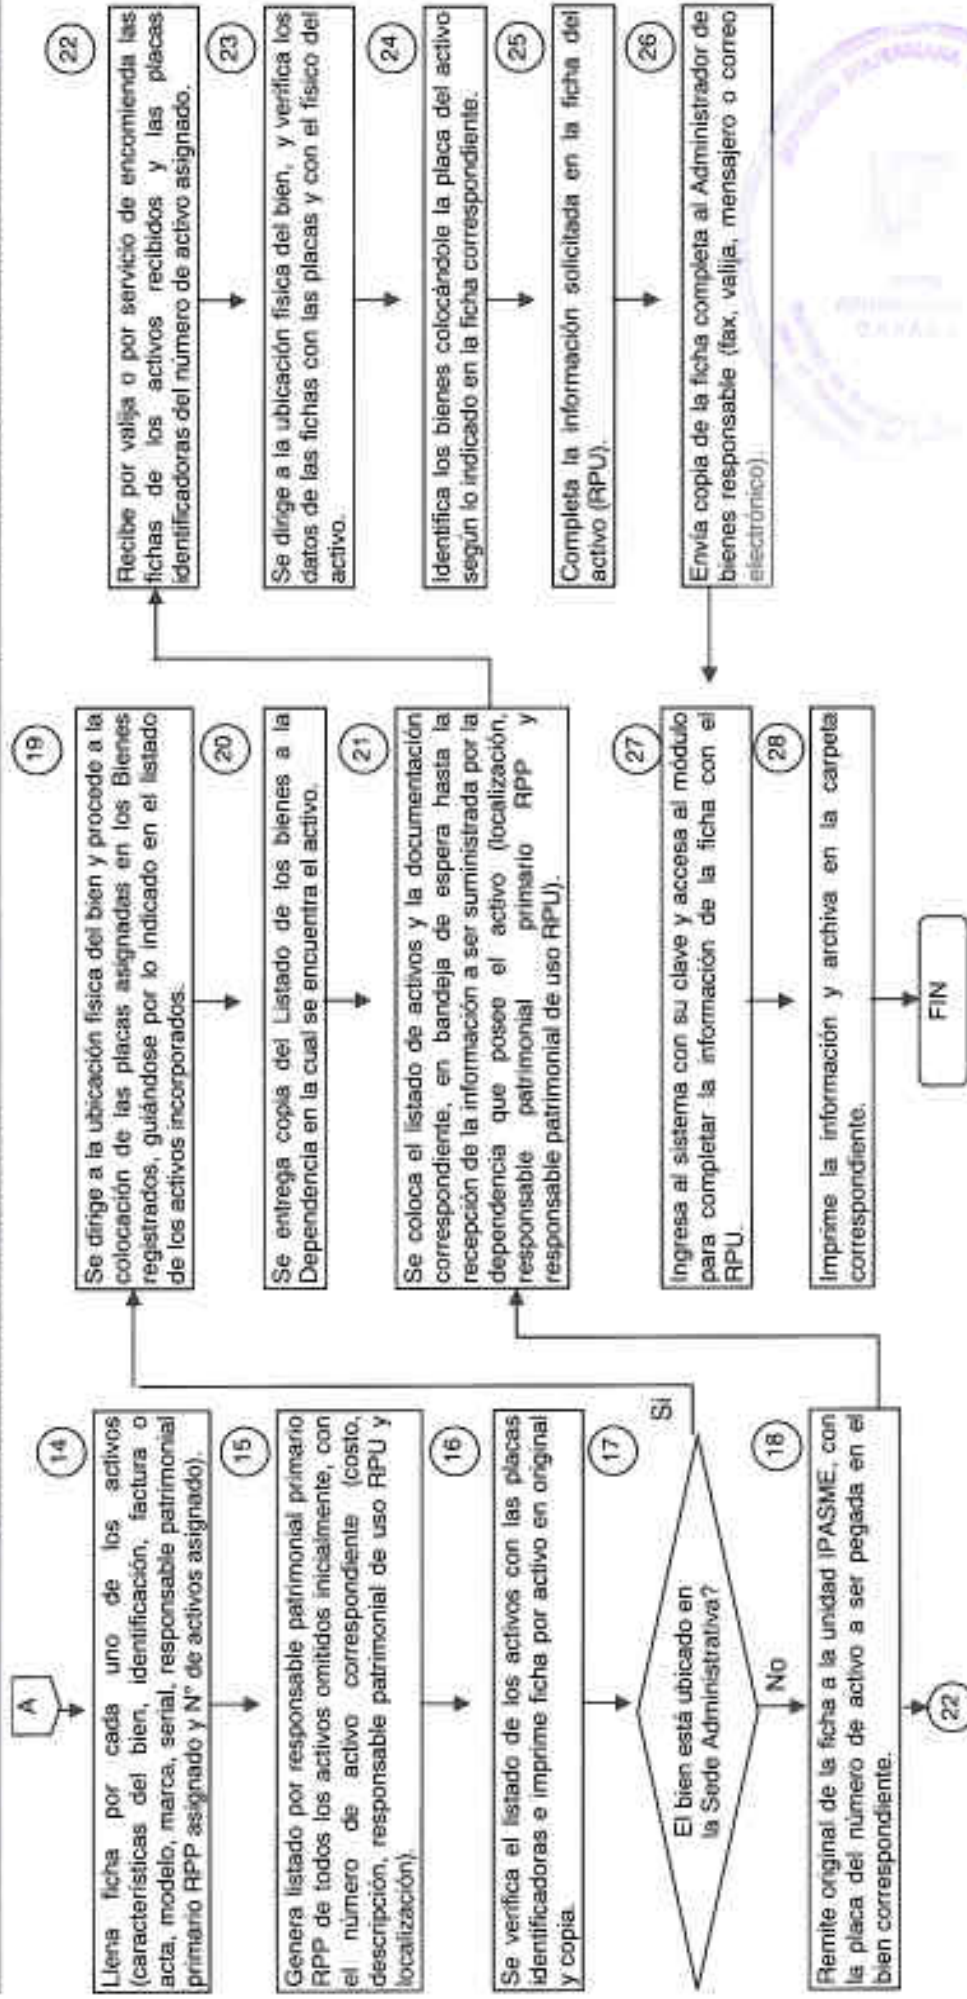 A
14
Llena ficha por cada uno de los activos
(características del bien, identificación, factura o
acta, modelo, marca, serial, responsable patrimonial
primario RPP asignado y N° de activos asignado).
15
Genera listado por responsable patrimonial primario
RPP de todos los activos omitidos inicialmente, con
el número de activo correspondiente (costo,
descripción, responsable patrimonial de uso RPU y
localización).
16
Se verifica el listado de los activos con las placas
identificadoras e imprime ficha por activo en original
y copia.
17
El bien está ubicado en
la Sede Administrativa?
Si
No
18
Remite original de la ficha a la unidad IPASME, con
la placa del número de activo a ser pegada en el
bien correspondiente.
22
19
Se dirige a la ubicación física del bien y procede a la
colocación de las placas asignadas en los Bienes
registrados, guiándose por lo indicado en el listado
de los activos incorporados.
20
Se entrega copia del Listado de los bienes a la
Dependencia en la cual se encuentra el activo.
21
Se coloca el listado de activos y la documentación
correspondiente, en bandeja de espera hasta la
recepción de la información a ser suministrada por la
dependencia que posee el activo (localización,
responsable patrimonial primario RPP y
responsable patrimonial de uso RPU).
27
Ingresa al sistema con su clave y accesa al módulo
para completar la información de la ficha con el
RPU.
28
Imprime la información y archiva en la carpeta
correspondiente.
FIN
22
Recibe por valija o por servicio de encomienda las
fichas de los activos recibidos y las placas
identificadoras del número de activo asignado.
23
Se dirige a la ubicación física del bien, y verifica los
datos de las fichas con las placas y con el físico del
activo.
24
Identifica los bienes colocándole la placa del activo
según lo indicado en la ficha correspondiente.
25
Completa la información solicitada en la ficha del
activo (RPU).
26
Envía copia de la ficha completa al Administrador de
bienes responsable (fax, valija, mensajero o correo
electrónico).